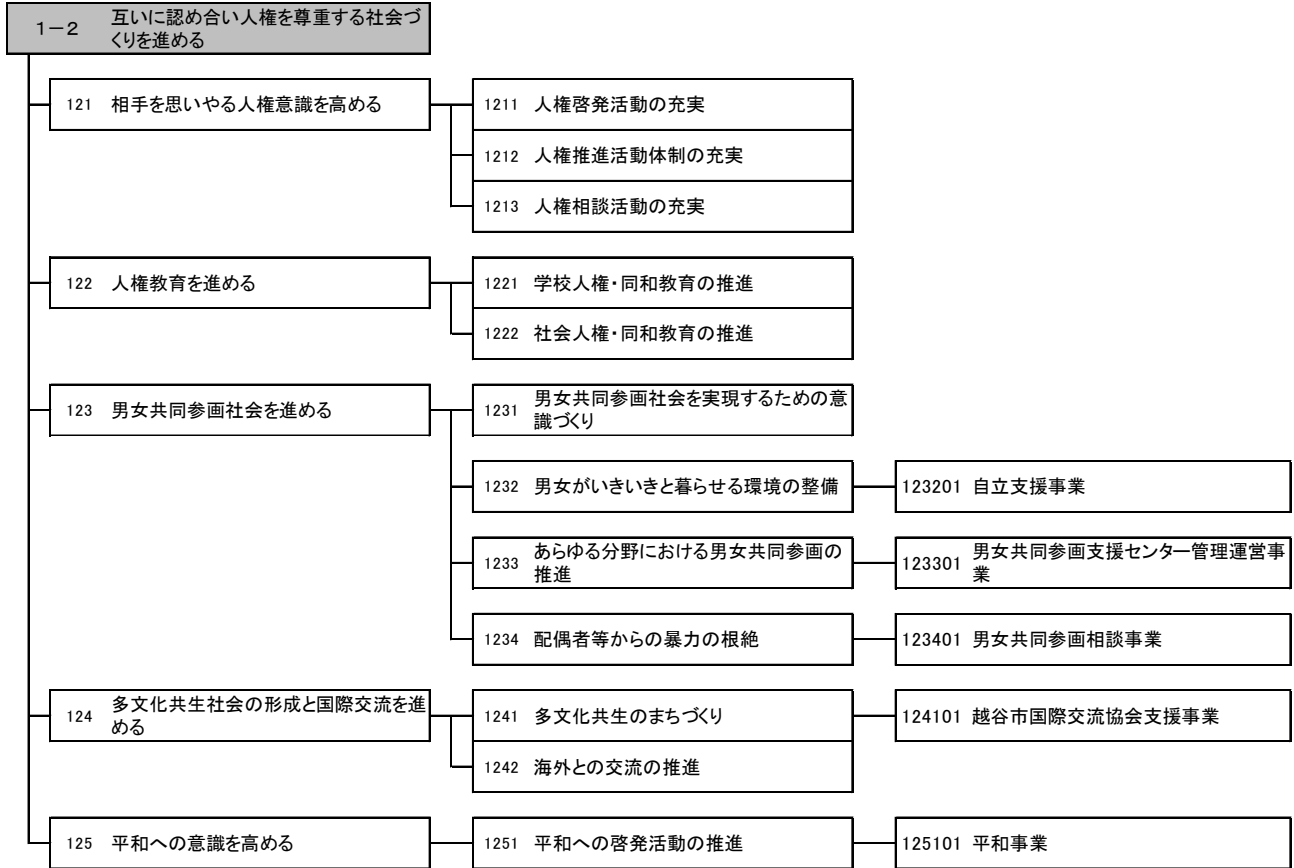 1-2 互いに認め合い人権を尊重する社会づ
くりを進める
121 相手を思いやる人権意識を高める
1211 人権啓発活動の充実
1212 人権推進活動体制の充実
1213 人権相談活動の充実
122 人権教育を進める
1221 学校人権・同和教育の推進
1222 社会人権・同和教育の推進
123 男女共同参画社会を進める
1231 男女共同参画社会を実現するための意
識づくり
1232 男女がいきいきと暮らせる環境の整備
123201 自立支援事業
1233 あらゆる分野における男女共同参画の
推進
123301 男女共同参画支援センター管理運営事
業
1234 配偶者等からの暴力の根絶
123401 男女共同参画相談事業
124 多文化共生社会の形成と国際交流を進
める
1241 多文化共生のまちづくり
124101 越谷市国際交流協会支援事業
1242 海外との交流の推進
125 平和への意識を高める
1251 平和への啓発活動の推進
125101 平和事業